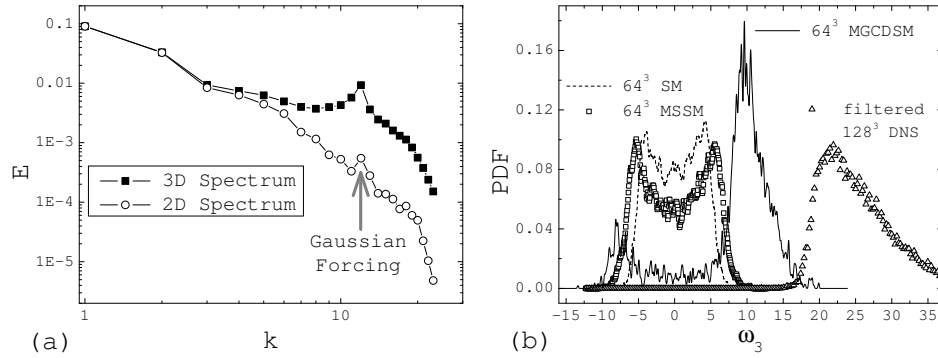 0.1
0.01
1E-3
1E-4
1E-5
E
3D Spectrum
2D Spectrum
Gaussian
Forcing
1
10
k
(a)
0.16
0.12
0.08
0.04
0.00
PDF
64³ MGCDSM
64³ SM
64³ MSSM
filtered
128³ DNS
-15 -10 -5 0 5 10 15 20 25 30 35
ω₃
(b)